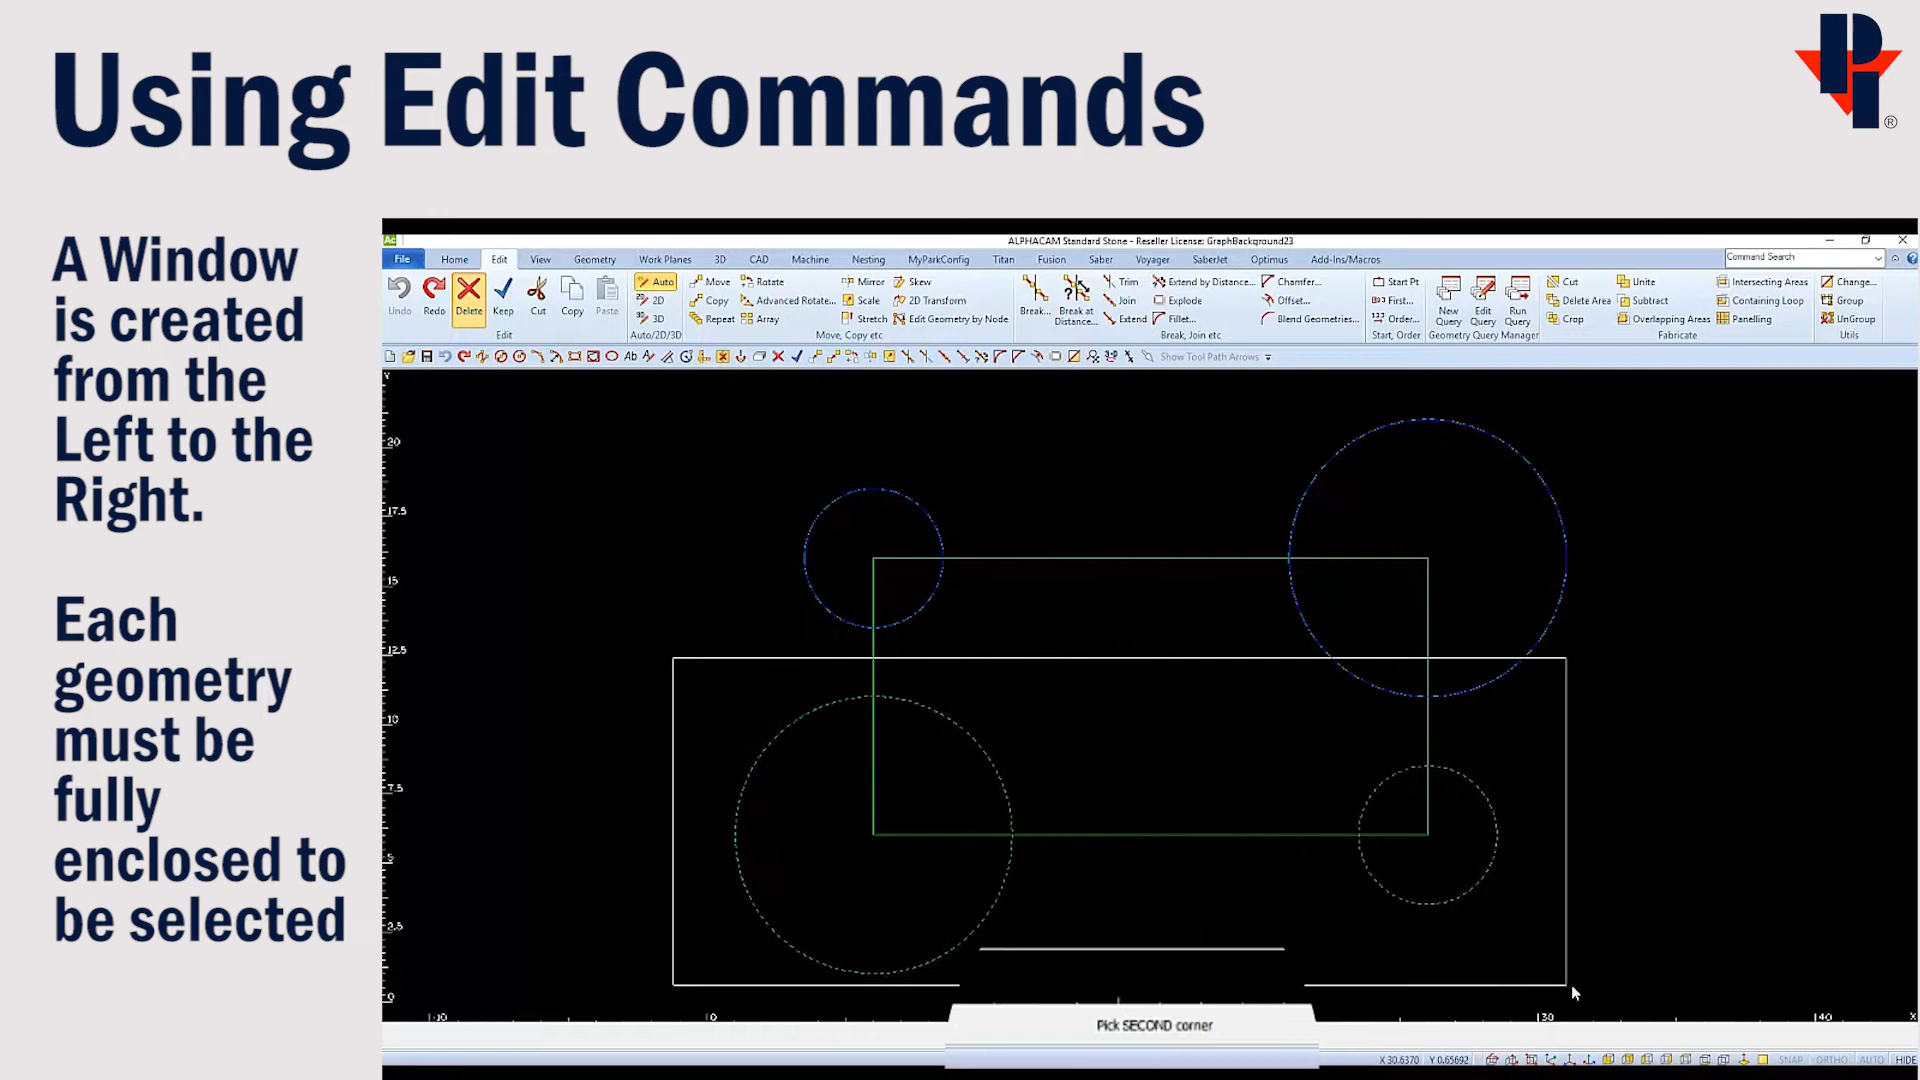 Using Edit Commands
®
A Window
is created
from the
Left to the
Right.
Each
geometry
must be
fully
enclosed to
be selected
ALPHACAM Standard Stone - Reseller License: GraphBackground23
File Home Edit View Geometry Work Planes 3D CAD Machine Nesting MyParkConfig Titan Fusion Saber Voyager SaberJet Optimus Add-Ins/Macros Command Search
Auto Move Rotate Mirror Skew Trim Extend by Distance... Chamfer... Start Pt Cut Unite Intersecting Areas Change...
2D Copy Advanced Rotate... Scale 2D Transform Join Explode Offset... First... Delete Area Subtract Containing Loop Group
Undo Redo Delete Keep Cut Copy Paste
3D Repeat Array Stretch Edit Geometry by Node Break... Break at Distance... Extend Fillet... Blend Geometries... Order... New Query Edit Query Run Query Crop Overlapping Areas Panelling UnGroup
Edit Auto/2D/3D Move, Copy etc Break, Join etc Start, Order Geometry Query Manager Fabricate Utils
Show Tool Path Arrows
Y
20
17.5
15
12.5
10
7.5
5
2.5
0
-10 0 30 40 X
Pick SECOND corner
X 30.6370 Y 0.65692 SNAP ORTHO AUTO HIDE